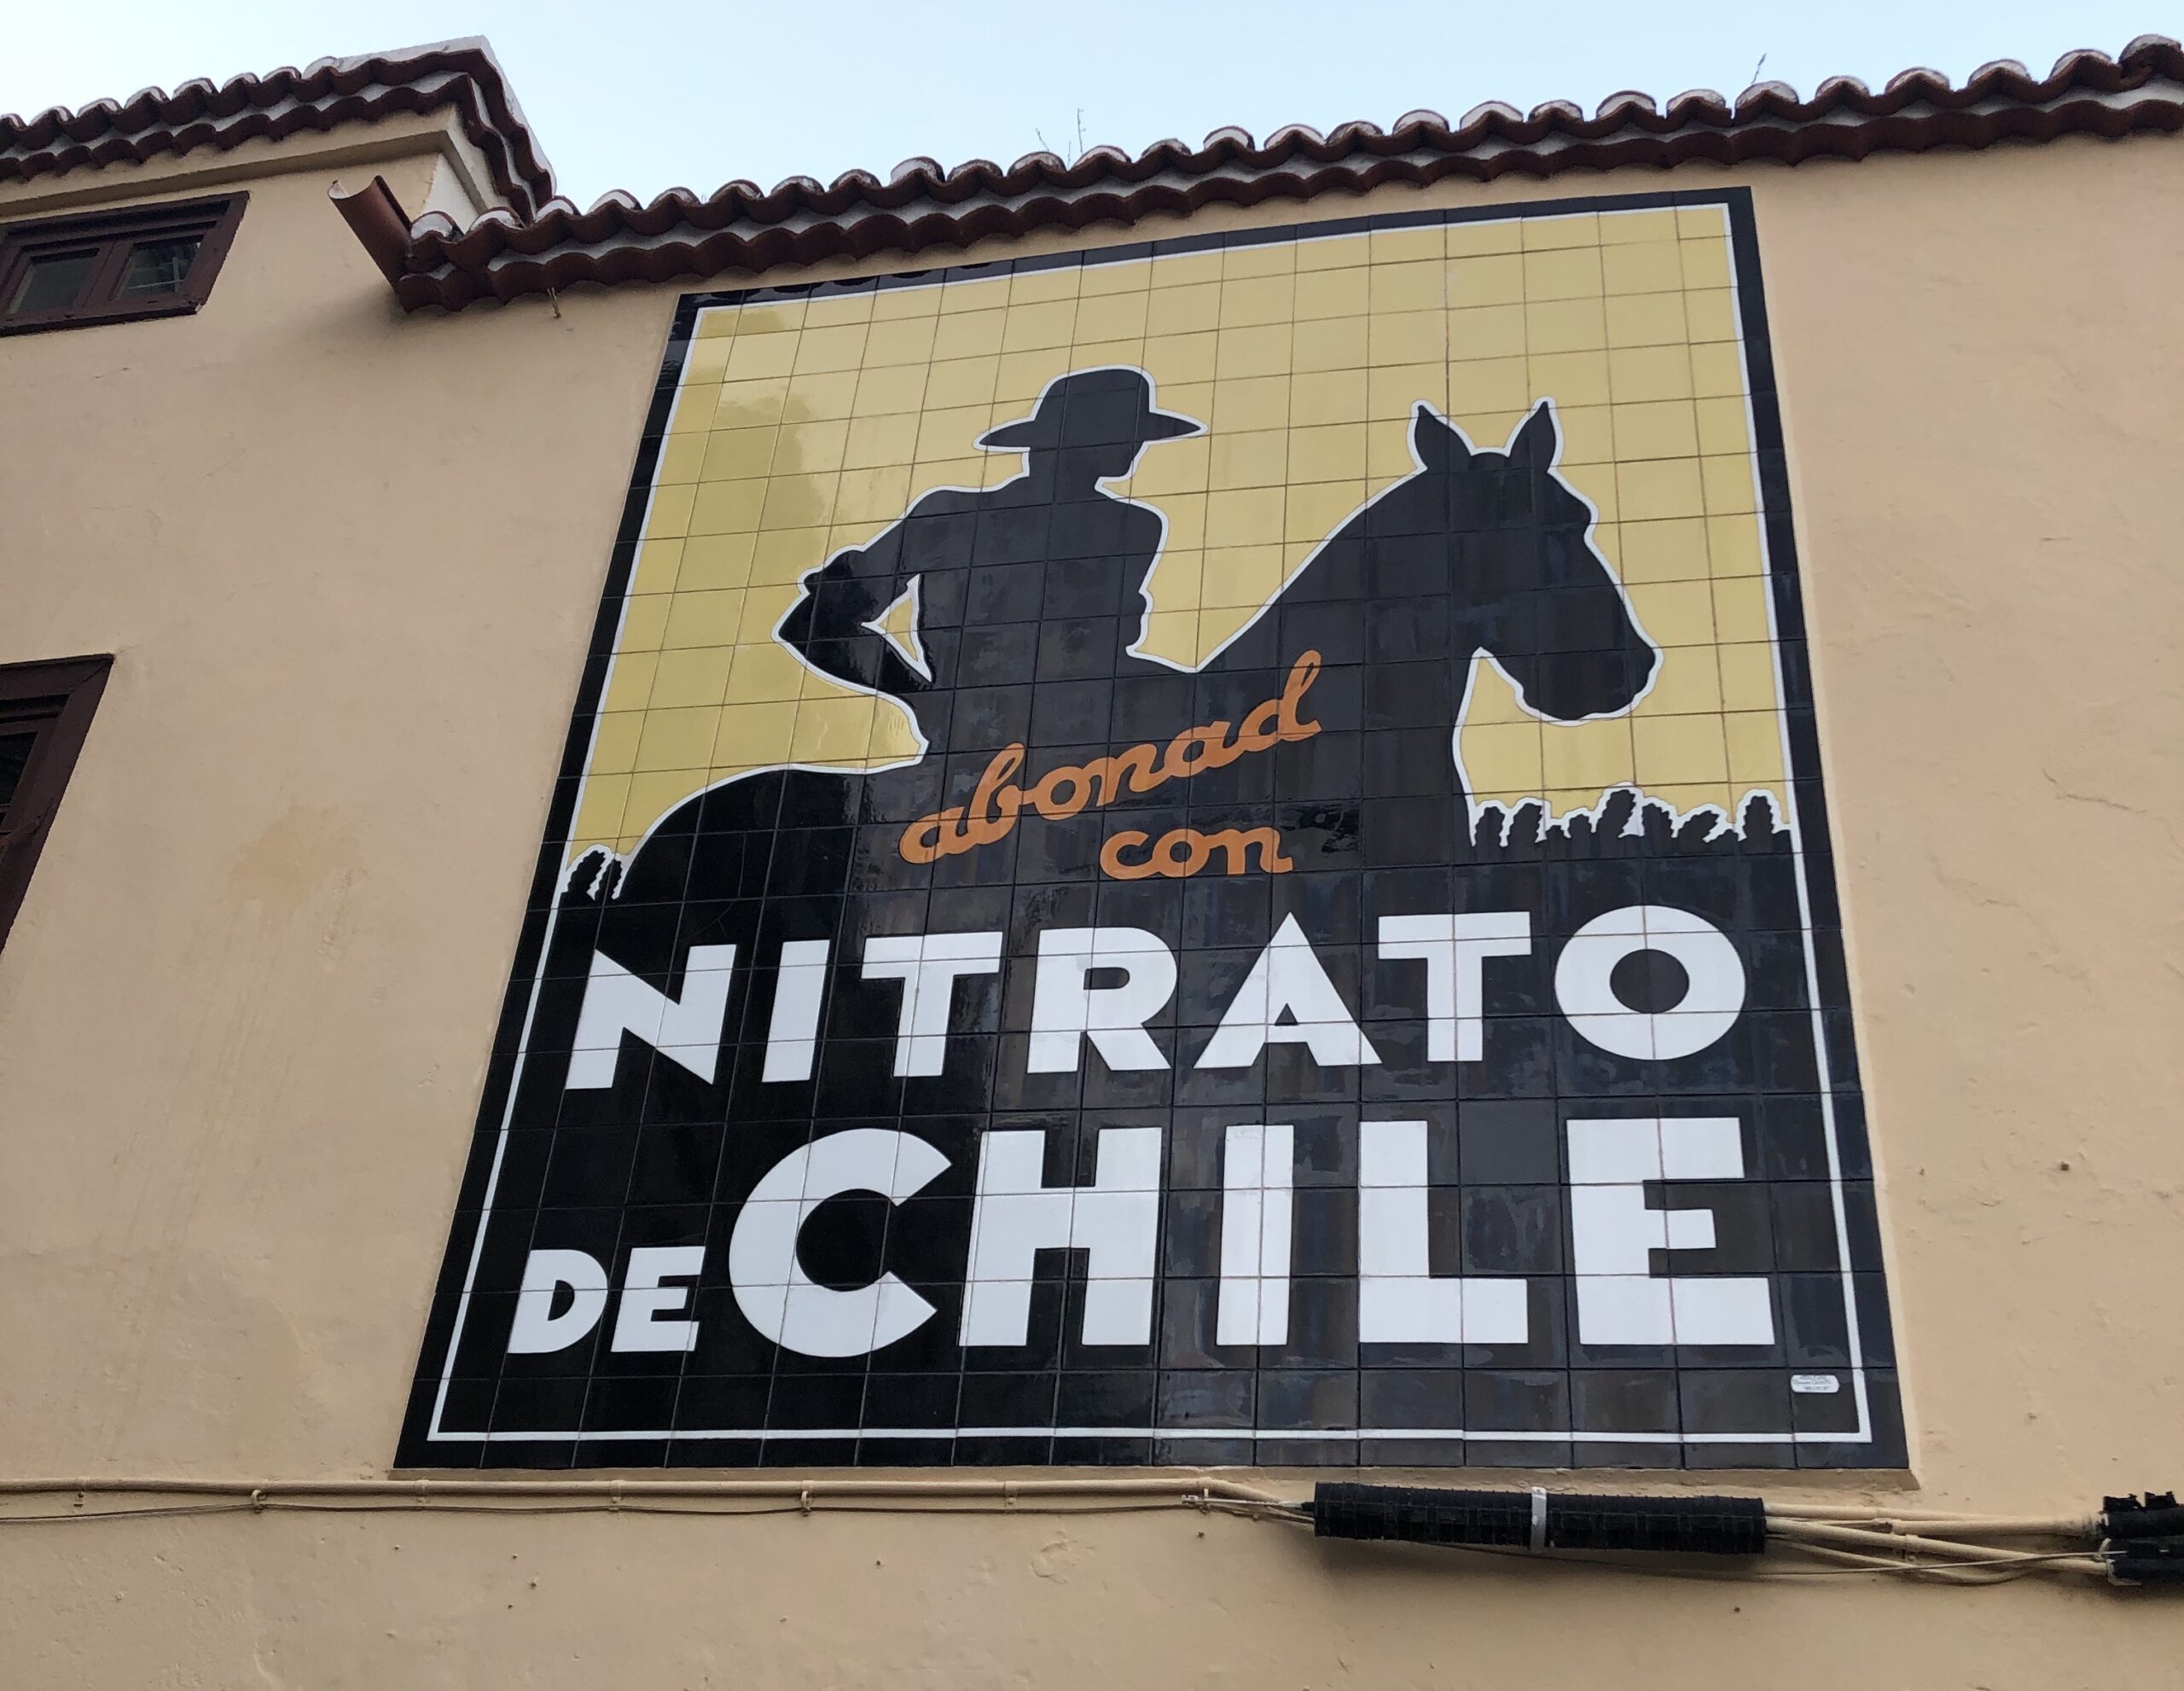 abonad
con
NITRATO
DE CHILE